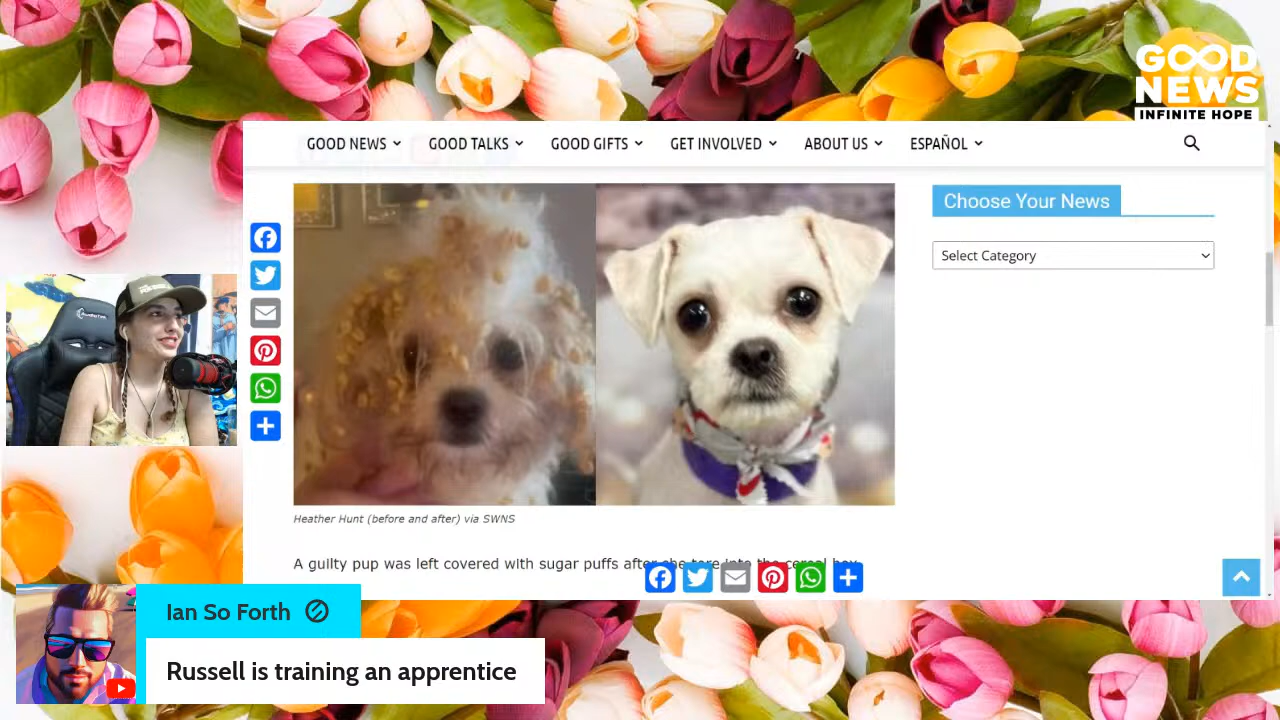 GOOD
NEWS
INFINITE HOPE
GOOD NEWS GOOD TALKS GOOD GIFTS GET INVOLVED ABOUT US ESPAÑOL
Choose Your News
Select Category
Heather Hunt (before and after) via SWNS
A guilty pup was left covered with sugar puffs after she tore into the cereal box
Ian So Forth
Russell is training an apprentice